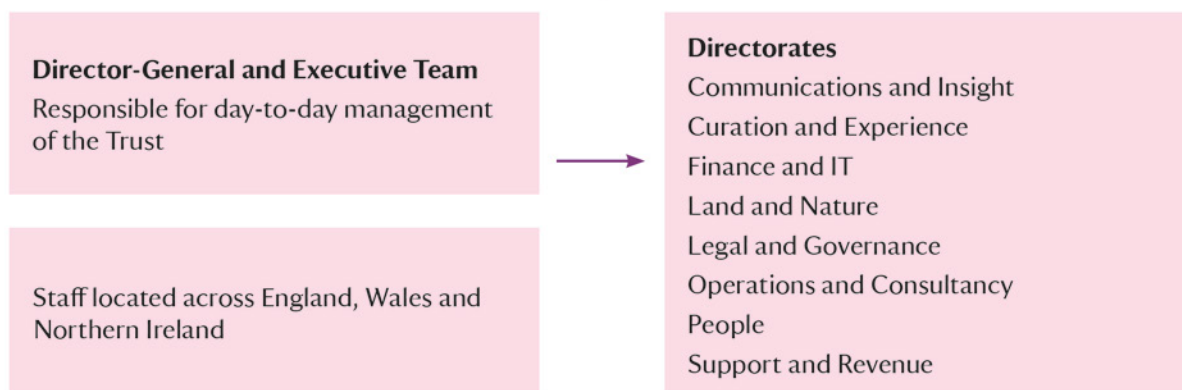 Director-General and Executive Team
Responsible for day-to-day management
of the Trust
Staff located across England, Wales and
Northern Ireland
Directorates
Communications and Insight
Curation and Experience
Finance and IT
Land and Nature
Legal and Governance
Operations and Consultancy
People
Support and Revenue